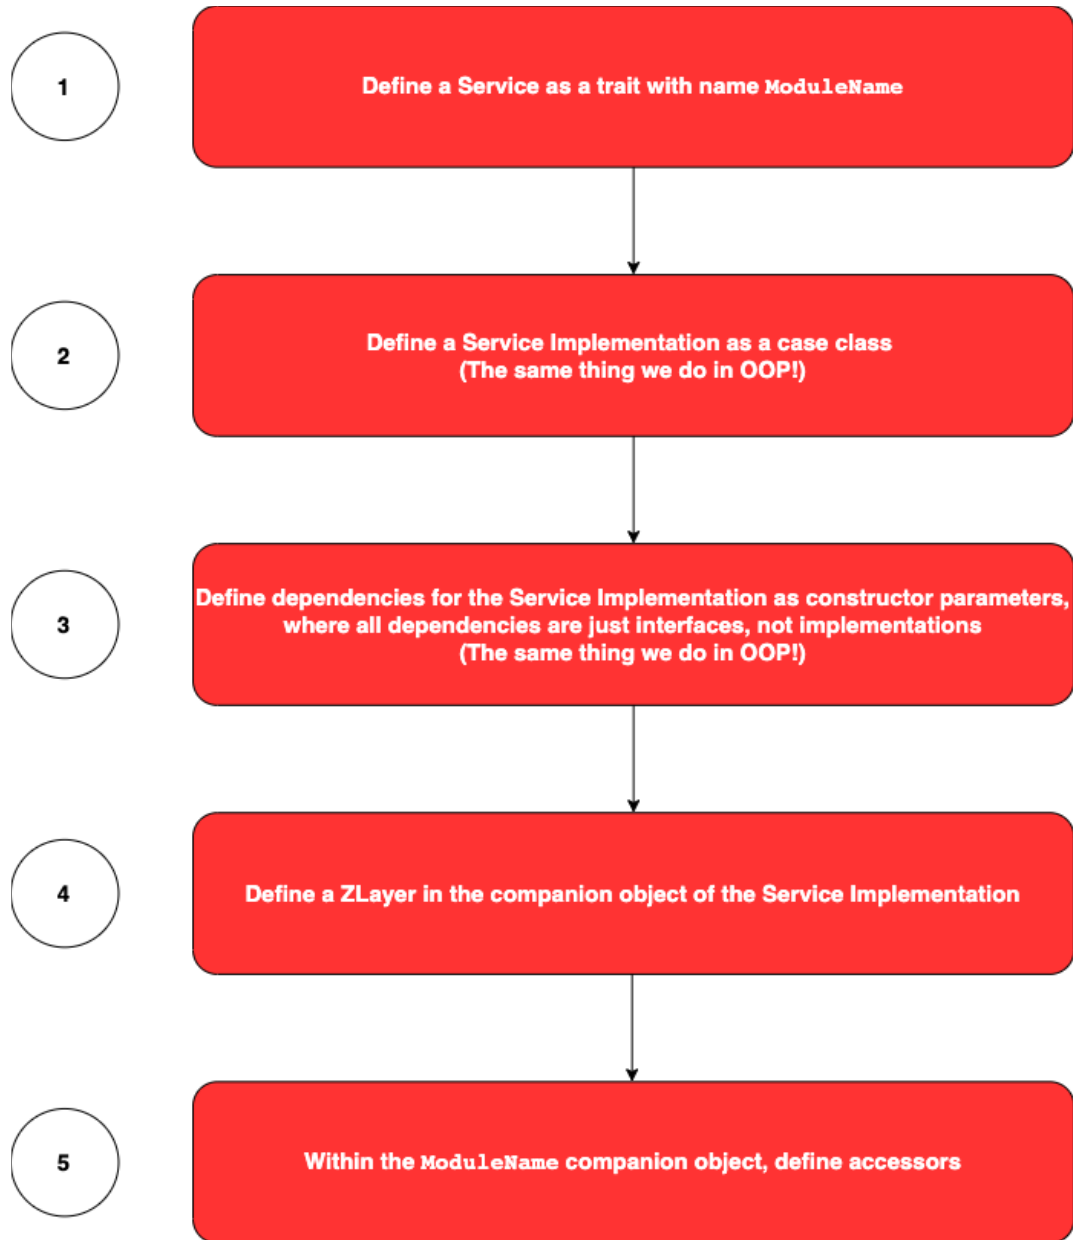 1
Define a Service as a trait with name ModuleName
2
Define a Service Implementation as a case class
(The same thing we do in OOP!)
3
Define dependencies for the Service Implementation as constructor parameters,
where all dependencies are just interfaces, not implementations
(The same thing we do in OOP!)
4
Define a ZLayer in the companion object of the Service Implementation
5
Within the ModuleName companion object, define accessors